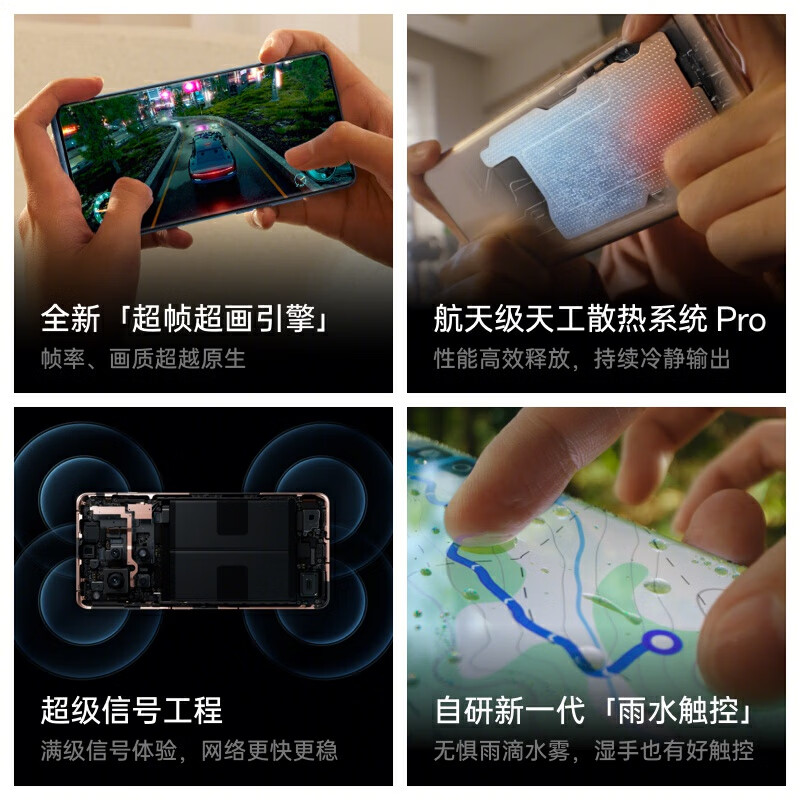 全新「超帧超画引擎」
帧率、画质超越原生
航天级天工散热系统 Pro
性能高效释放，持续冷静输出
超级信号工程
满级信号体验，网络更快更稳
自研新一代「雨水触控」
无惧雨滴水雾，湿手也有好触控